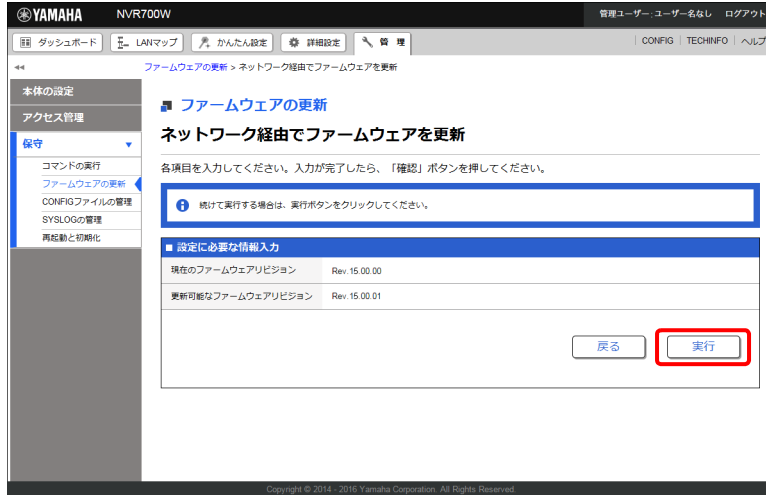 YAMAHA NVR700W 管理ユーザー:ユーザー名なし ログアウト
ダッシュボード LANマップ かんたん設定 詳細設定 管 理 CONFIG TECHINFO ヘルプ
ファームウェアの更新 > ネットワーク経由でファームウェアを更新
本体の設定
アクセス管理
保守
コマンドの実行
ファームウェアの更新
CONFIGファイルの管理
SYSLOGの管理
再起動と初期化
ファームウェアの更新
ネットワーク経由でファームウェアを更新
各項目を入力してください。入力が完了したら、「確認」ボタンを押してください。
続けて実行する場合は、実行ボタンをクリックしてください。
設定に必要な情報入力
現在のファームウェアリビジョン Rev.15.00.00
更新可能なファームウェアリビジョン Rev.15.00.01
戻る 実行
Copyright © 2014 - 2016 Yamaha Corporation. All Rights Reserved.